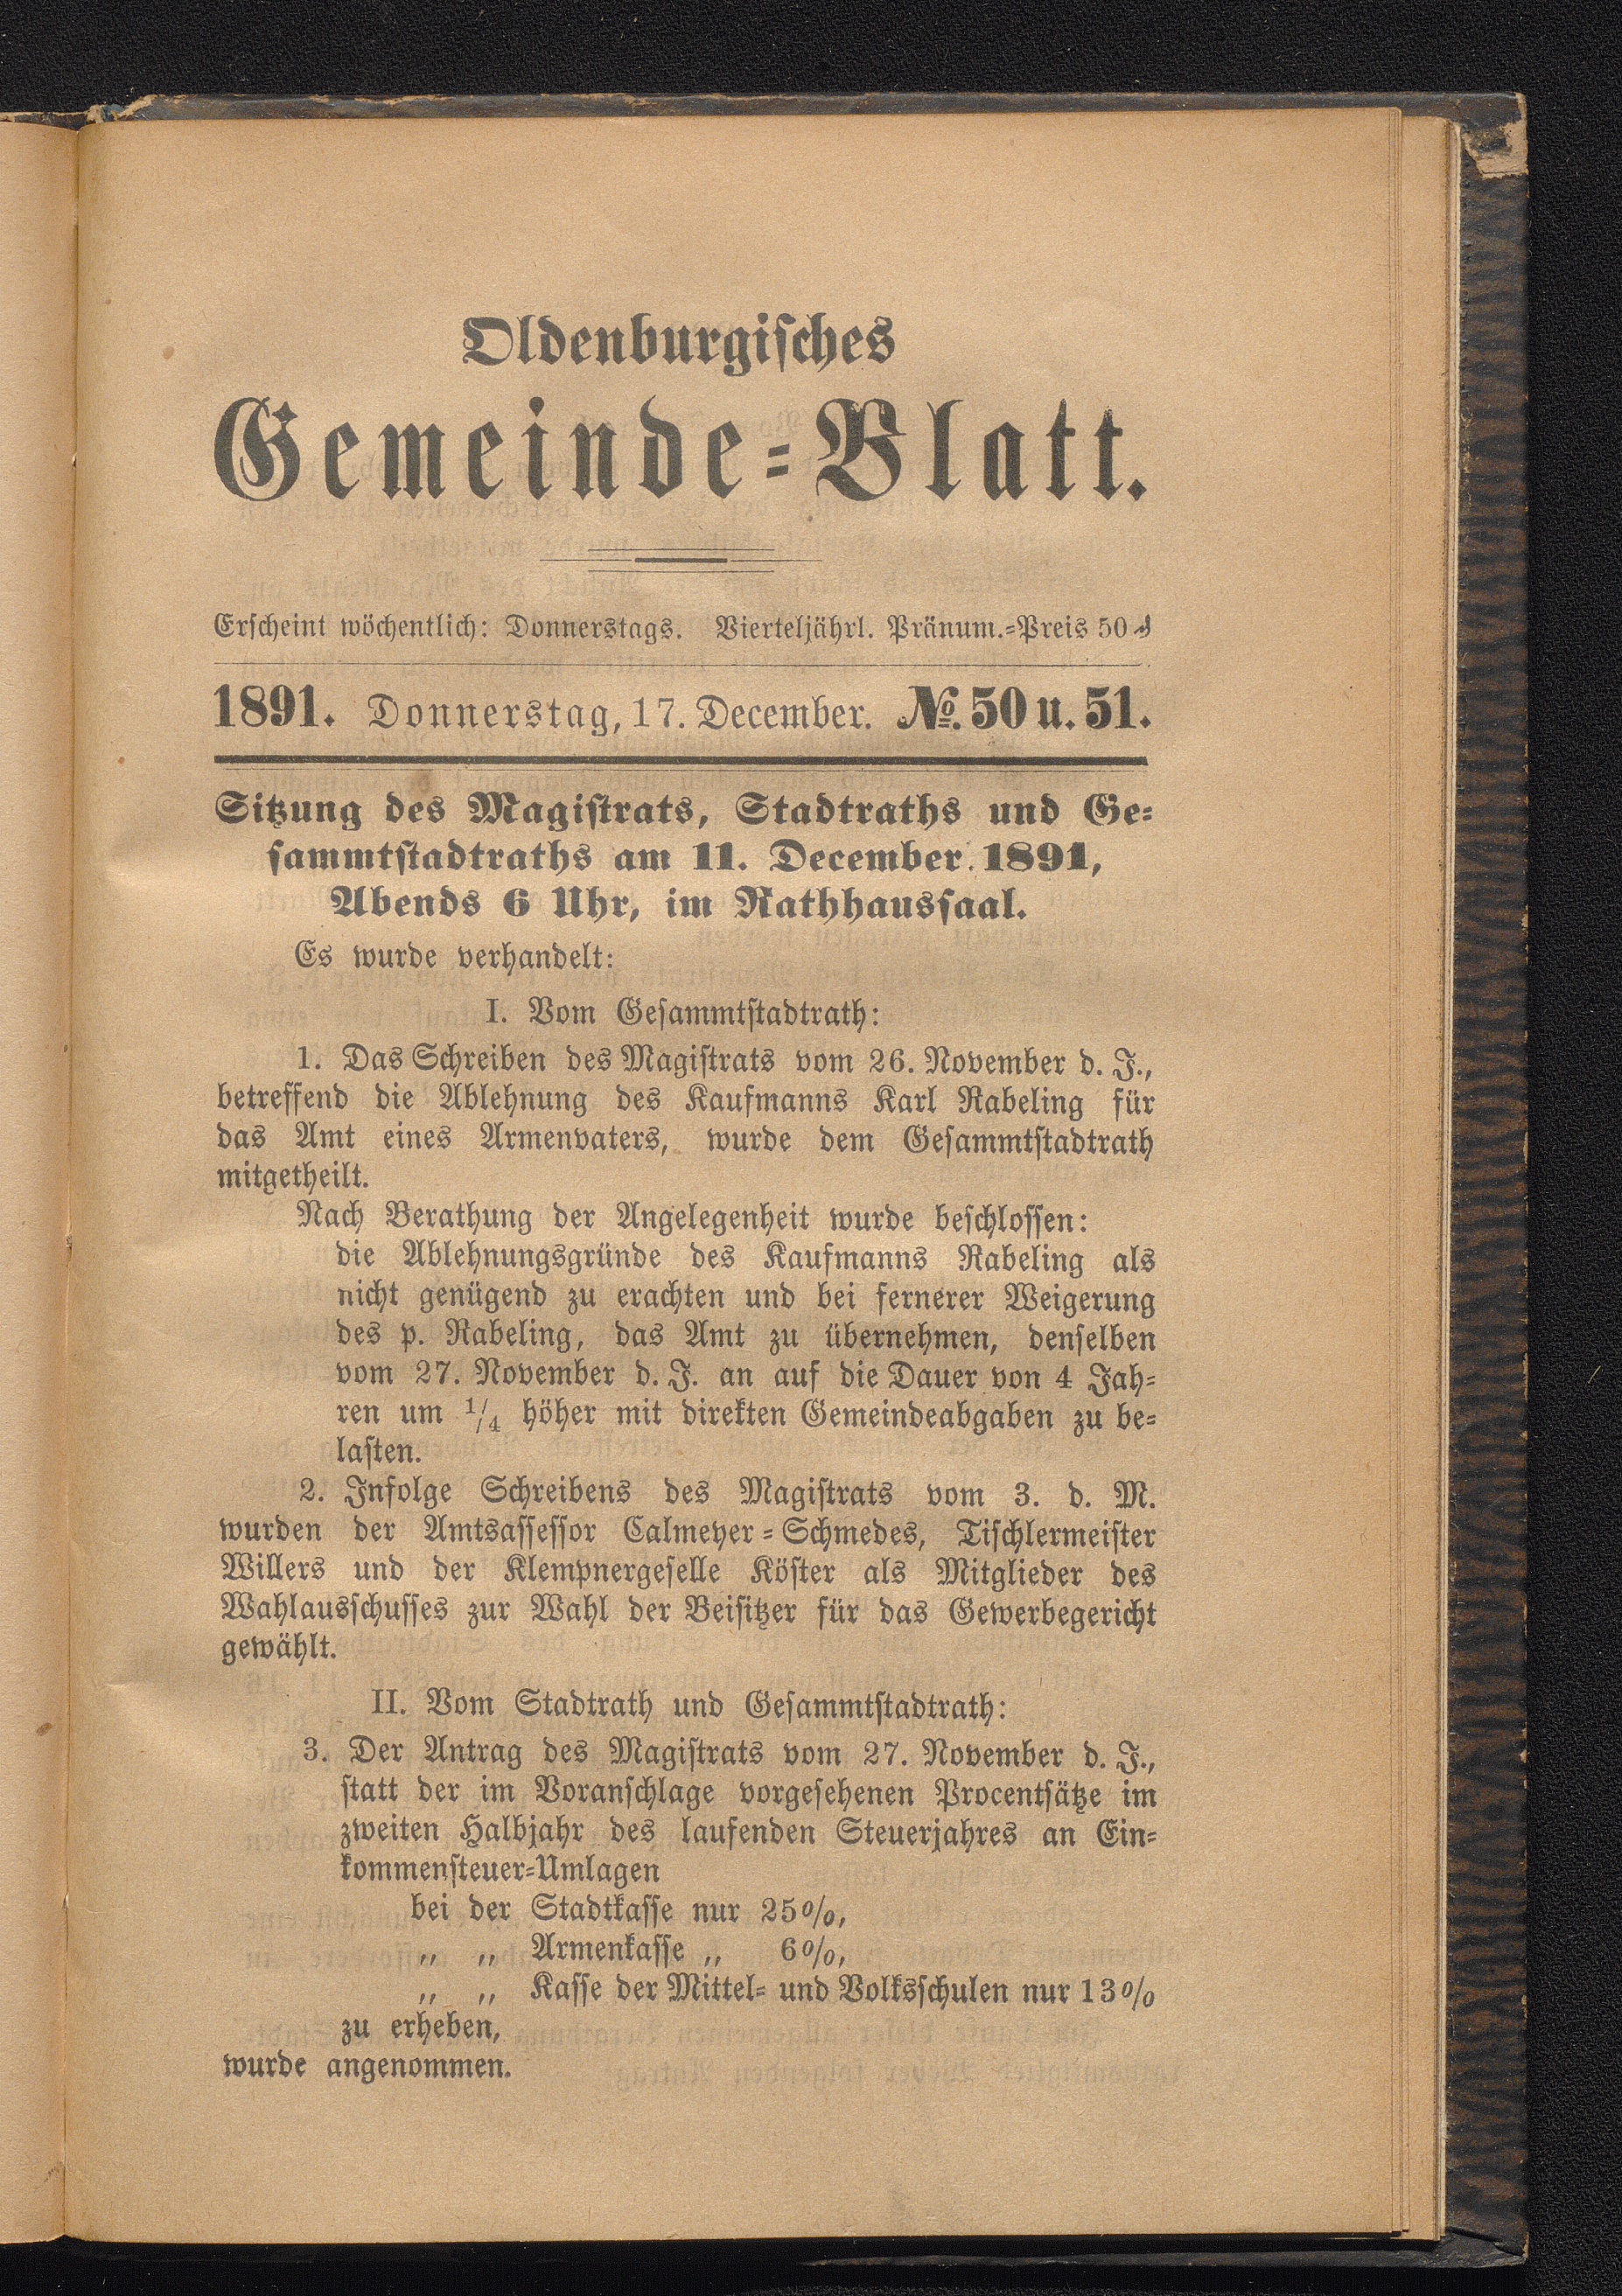 Oldenburgisches
Gemeinde-Blatt.
Erscheint wöchentlich: Donnerstags. Vierteljährl. Pränum.-Preis 50 ₰
1891. Donnerstag, 17. December. №. 50 u. 51.
Sitzung des Magistrats, Stadtraths und Ge-
sammtstadtraths am 11. December 1891,
Abends 6 Uhr, im Rathhaussaal.
Es wurde verhandelt:
I. Vom Gesammtstadtrath:
1. Das Schreiben des Magistrats vom 26. November d. J.,
betreffend die Ablehnung des Kaufmanns Karl Rabeling für
das Amt eines Armenvaters, wurde dem Gesammtstadtrath
mitgetheilt.
Nach Berathung der Angelegenheit wurde beschlossen:
die Ablehnungsgründe des Kaufmanns Rabeling als
nicht genügend zu erachten und bei fernerer Weigerung
des p. Rabeling, das Amt zu übernehmen, denselben
vom 27. November d. J. an auf die Dauer von 4 Jah-
ren um 1/4 höher mit direkten Gemeindeabgaben zu be-
lasten.
2. Infolge Schreibens des Magistrats vom 3. d. M.
wurden der Amtsassessor Calmeyer-Schmedes, Tischlermeister
Willers und der Klempnergeselle Köster als Mitglieder des
Wahlausschusses zur Wahl der Beisitzer für das Gewerbegericht
gewählt.
II. Vom Stadtrath und Gesammtstadtrath:
3. Der Antrag des Magistrats vom 27. November d. J.,
statt der im Voranschlage vorgesehenen Procentsätze im
zweiten Halbjahr des laufenden Steuerjahres an Ein-
kommensteuer-Umlagen
bei der Stadtkasse nur 25%,
„ „ Armenkasse „ 6%,
„ „ Kasse der Mittel- und Volksschulen nur 13%
zu erheben,
wurde angenommen.